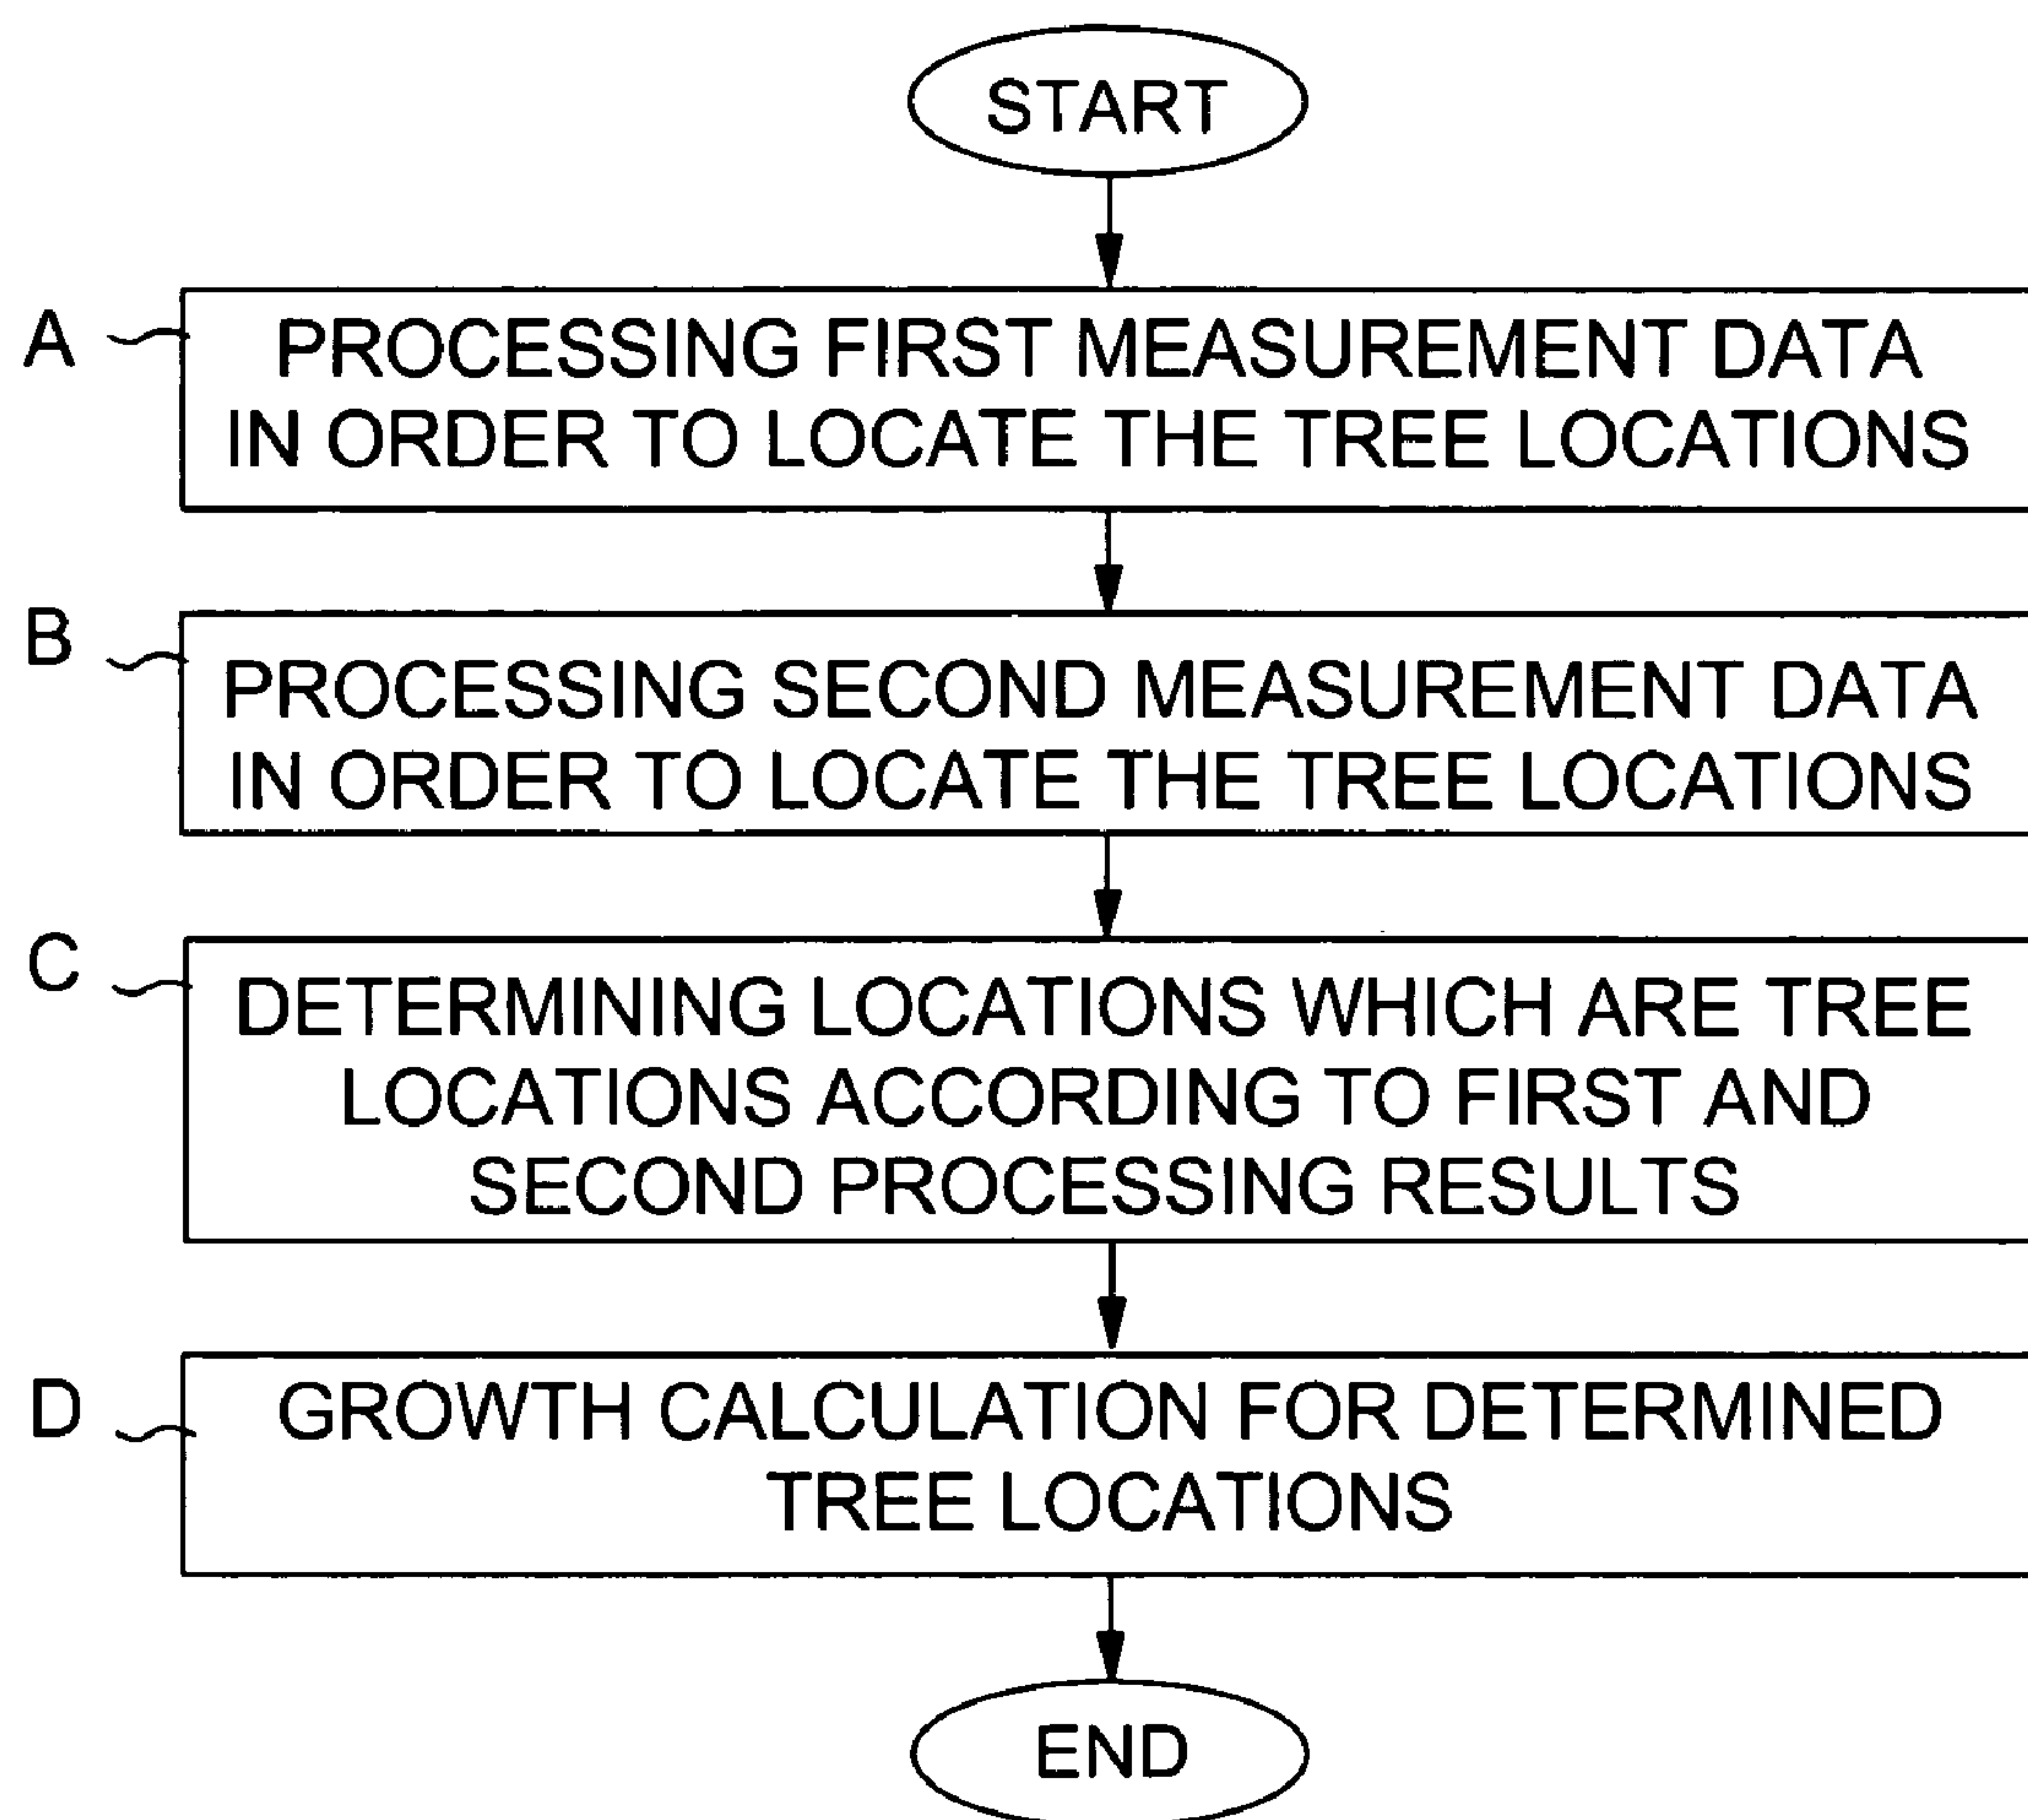 START
A
PROCESSING FIRST MEASUREMENT DATA
IN ORDER TO LOCATE THE TREE LOCATIONS
B
PROCESSING SECOND MEASUREMENT DATA
IN ORDER TO LOCATE THE TREE LOCATIONS
C
DETERMINING LOCATIONS WHICH ARE TREE
LOCATIONS ACCORDING TO FIRST AND
SECOND PROCESSING RESULTS
D
GROWTH CALCULATION FOR DETERMINED
TREE LOCATIONS
END